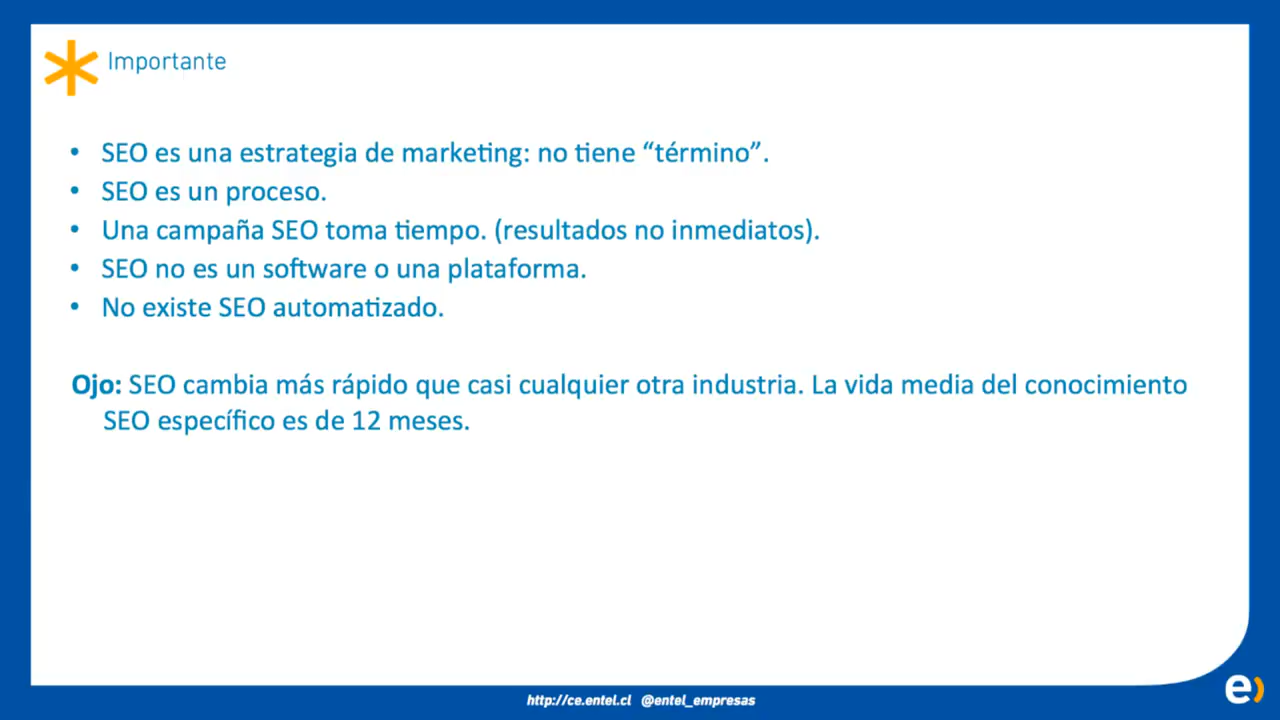 Importante
• SEO es una estrategia de marketing: no tiene “término”.
• SEO es un proceso.
• Una campaña SEO toma tiempo. (resultados no inmediatos).
• SEO no es un software o una plataforma.
• No existe SEO automatizado.
Ojo: SEO cambia más rápido que casi cualquier otra industria. La vida media del conocimiento
SEO específico es de 12 meses.
http://ce.entel.cl @entel_empresas
e)